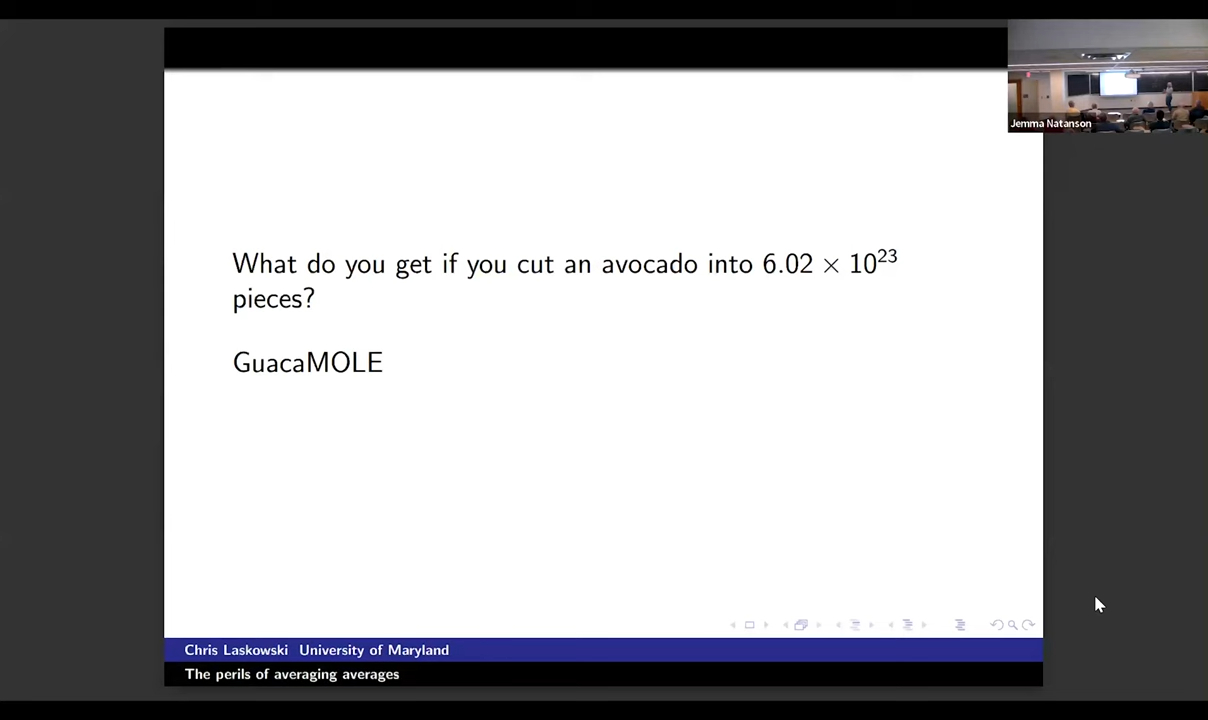 Jemma Natanson
What do you get if you cut an avocado into 6.02 × 10²³
pieces?
GuacaMOLE
Chris Laskowski University of Maryland
The perils of averaging averages